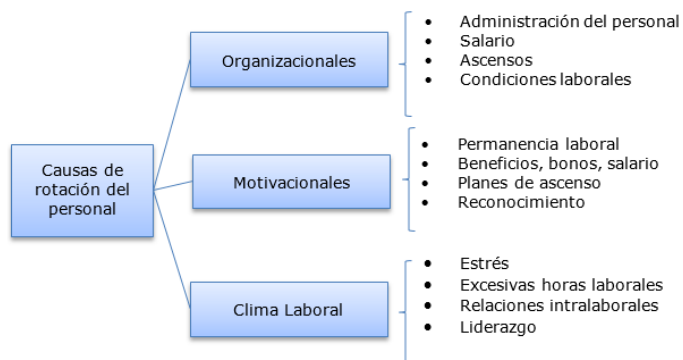 Causas de
rotación del
personal
Organizacionales
• Administración del personal
• Salario
• Ascensos
• Condiciones laborales
Motivacionales
• Permanencia laboral
• Beneficios, bonos, salario
• Planes de ascenso
• Reconocimiento
Clima Laboral
• Estrés
• Excesivas horas laborales
• Relaciones intralaborales
• Liderazgo